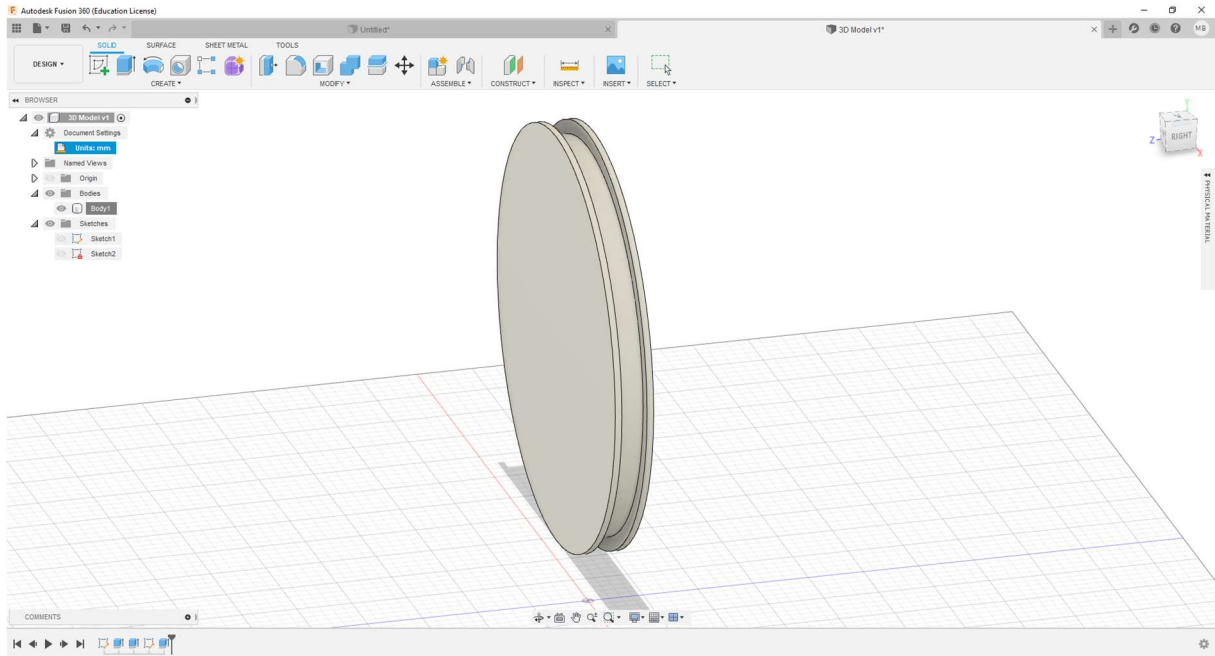 Autodesk Fusion 360 (Education License)
Untitled*
3D Model v1*
MB
DESIGN
SOLID SURFACE SHEET METAL TOOLS
CREATE MODIFY ASSEMBLE CONSTRUCT INSPECT INSERT SELECT
BROWSER
3D Model v1
Document Settings
Units: mm
Named Views
Origin
Bodies
Body1
Sketches
Sketch1
Sketch2
Y
Z
RIGHT
X
PHYSICAL MATERIAL
COMMENTS